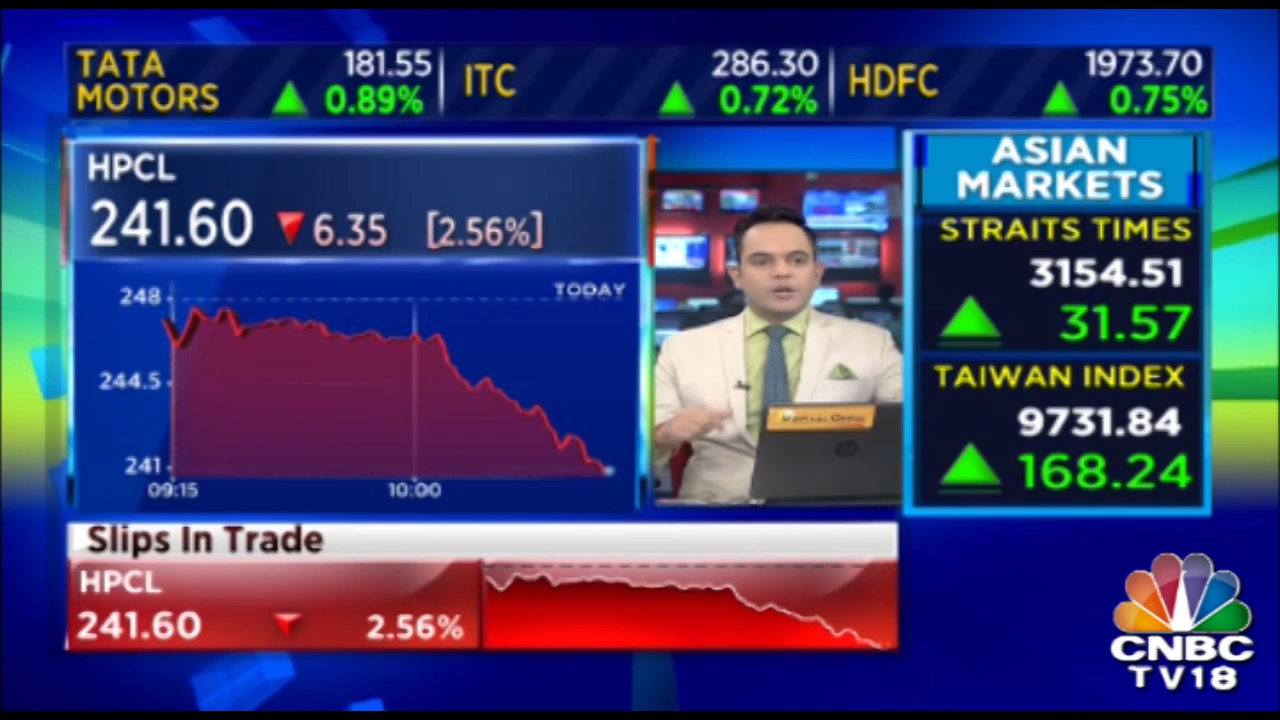 TATA
MOTORS
181.55
0.89%
ITC
286.30
0.72%
HDFC
1973.70
0.75%
HPCL
241.60 6.35 [2.56%]
TODAY
248
244.5
241
09:15 10:00
ASIAN
MARKETS
STRAITS TIMES
3154.51
31.57
TAIWAN INDEX
9731.84
168.24
hp
Slips In Trade
HPCL
241.60 2.56%
CNBC
TV18